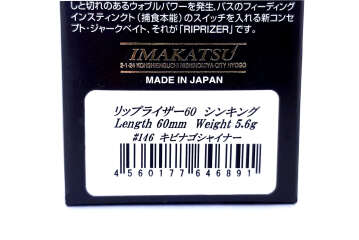 しと切れのあるウォブルパワーを発生。バスのフィーディング
インスティンクト（捕食本能）のスイッチを入れる新コンセ
プト・ジャークベイト、それが「RIPRIZER」です。
IMAKATSU
MADE IN JAPAN
リップライザー60 シンキング
Length 60mm Weight 5.6g
#146 キビナゴシャイナー
4560177646891